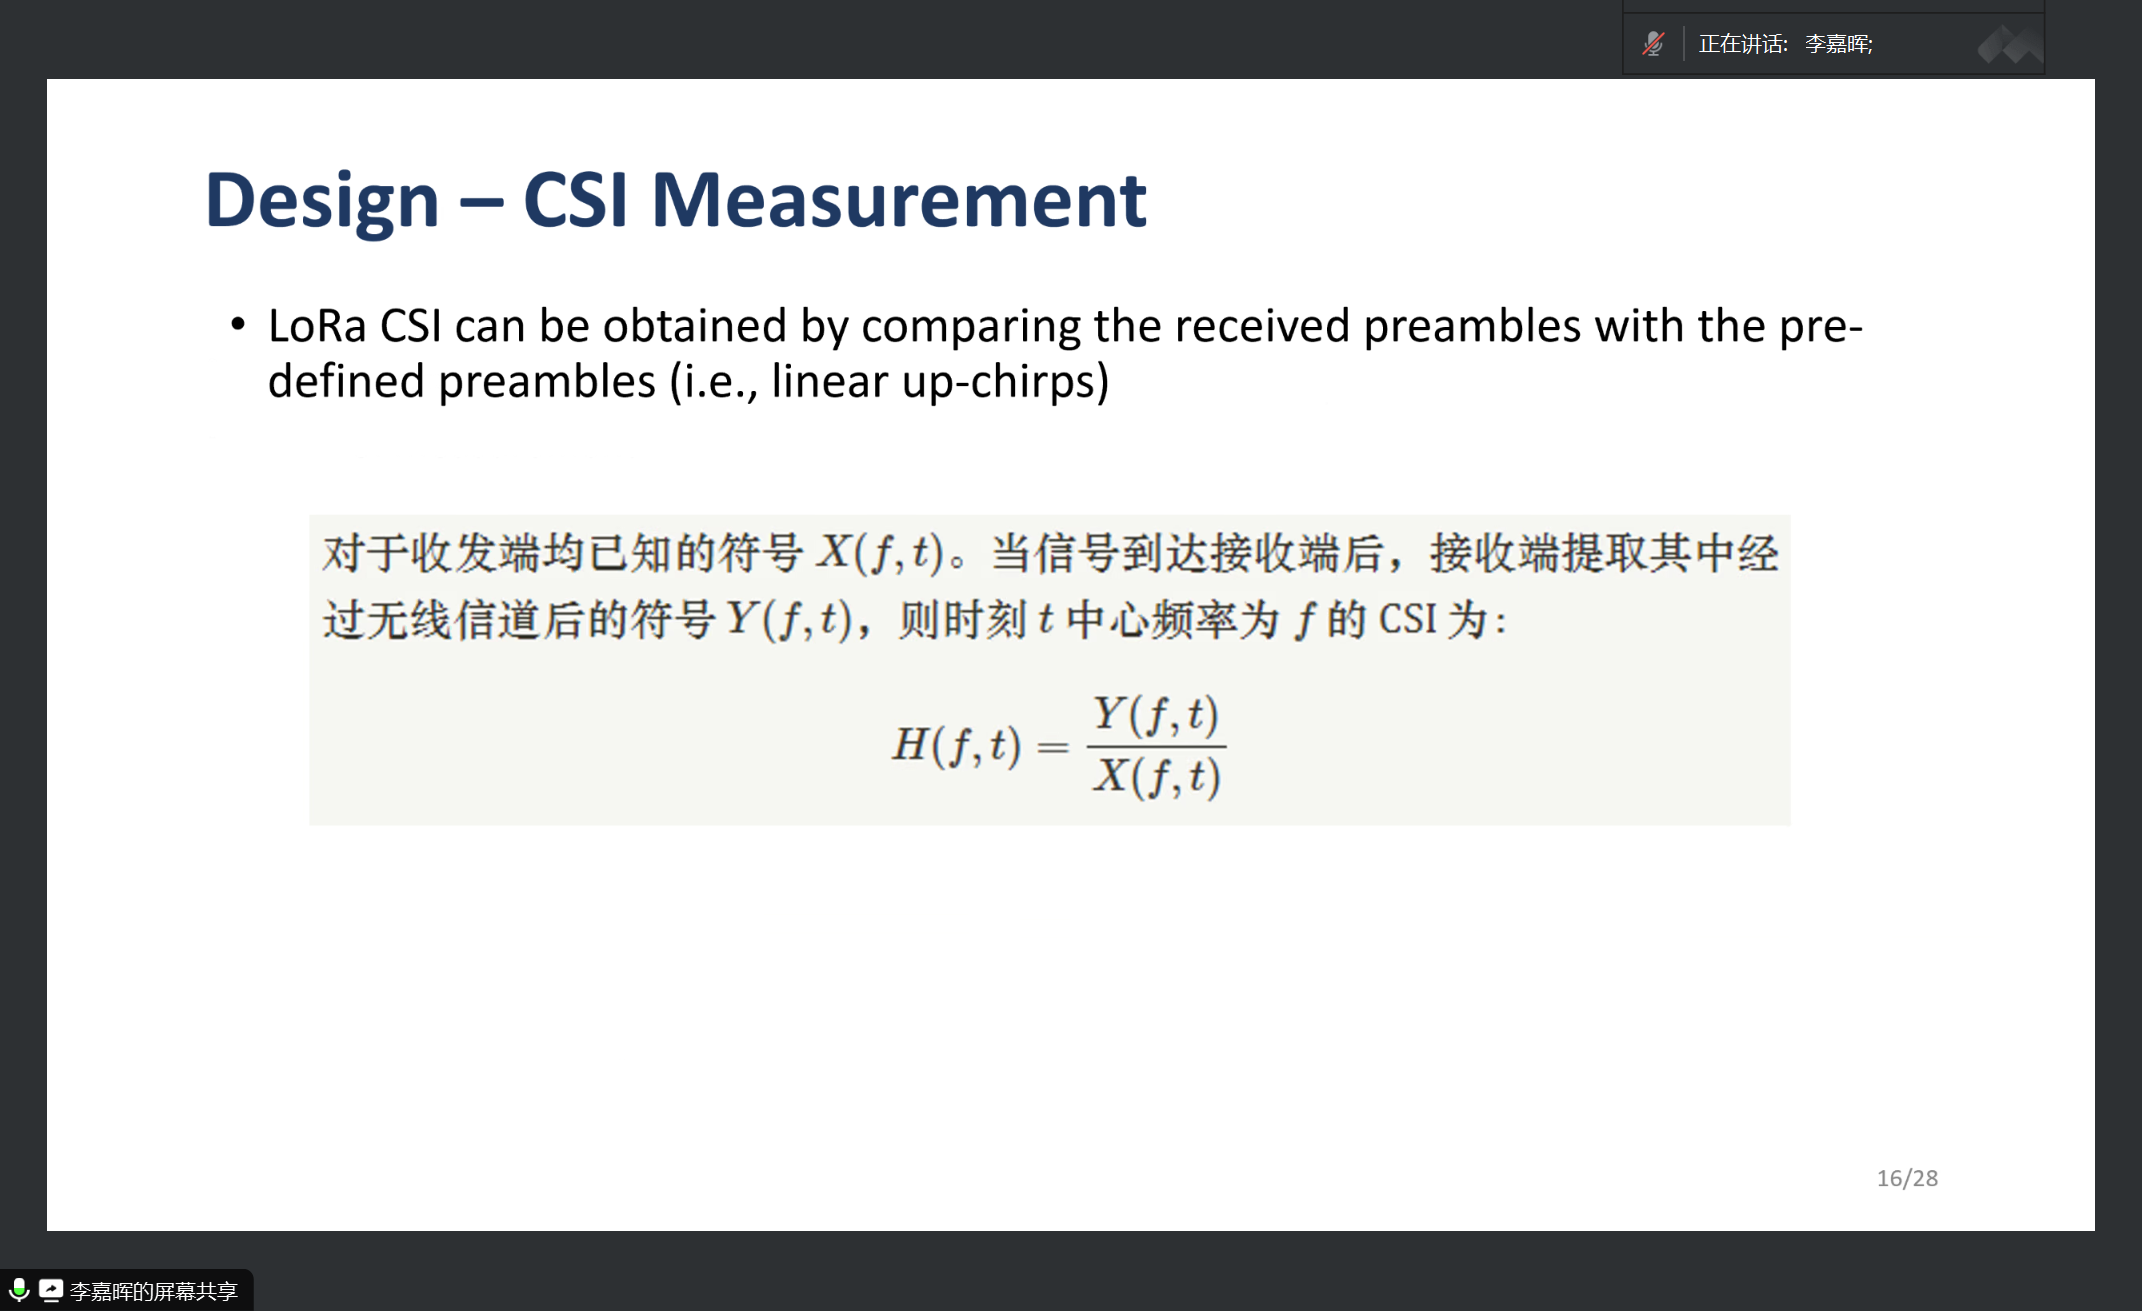 正在讲话: 李嘉晖;
Design – CSI Measurement
• LoRa CSI can be obtained by comparing the received preambles with the pre-
defined preambles (i.e., linear up-chirps)
对于收发端均已知的符号 X(f,t)。当信号到达接收端后，接收端提取其中经
过无线信道后的符号 Y(f,t)，则时刻 t 中心频率为 f 的 CSI 为：
H(f,t) = Y(f,t) / X(f,t)
16/28
李嘉晖的屏幕共享